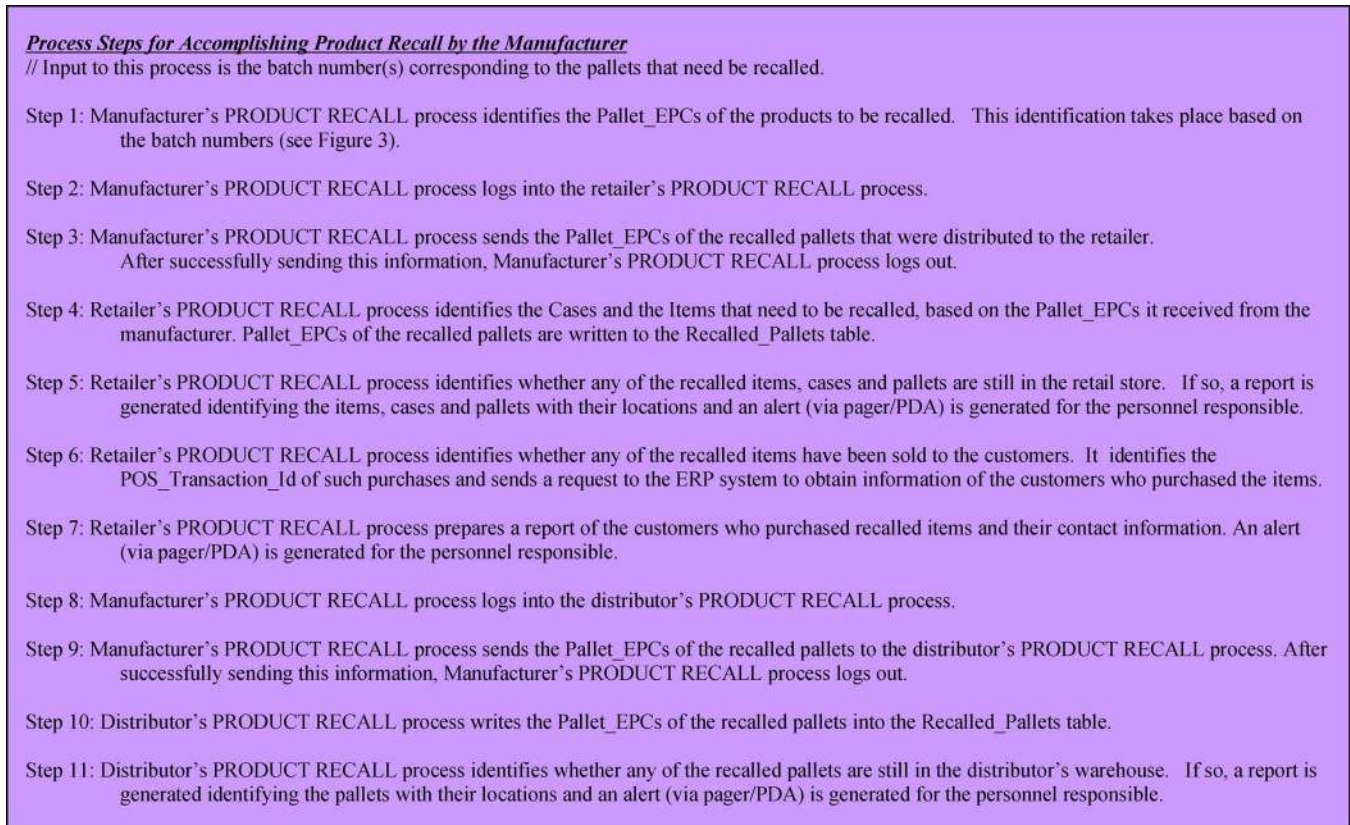 Process Steps for Accomplishing Product Recall by the Manufacturer
// Input to this process is the batch number(s) corresponding to the pallets that need be recalled.
Step 1: Manufacturer's PRODUCT RECALL process identifies the Pallet_EPCs of the products to be recalled. This identification takes place based on
the batch numbers (see Figure 3).
Step 2: Manufacturer's PRODUCT RECALL process logs into the retailer's PRODUCT RECALL process.
Step 3: Manufacturer's PRODUCT RECALL process sends the Pallet_EPCs of the recalled pallets that were distributed to the retailer.
After successfully sending this information, Manufacturer's PRODUCT RECALL process logs out.
Step 4: Retailer's PRODUCT RECALL process identifies the Cases and the Items that need to be recalled, based on the Pallet_EPCs it received from the
manufacturer. Pallet_EPCs of the recalled pallets are written to the Recalled_Pallets table.
Step 5: Retailer's PRODUCT RECALL process identifies whether any of the recalled items, cases and pallets are still in the retail store. If so, a report is
generated identifying the items, cases and pallets with their locations and an alert (via pager/PDA) is generated for the personnel responsible.
Step 6: Retailer's PRODUCT RECALL process identifies whether any of the recalled items have been sold to the customers. It identifies the
POS_Transaction_Id of such purchases and sends a request to the ERP system to obtain information of the customers who purchased the items.
Step 7: Retailer's PRODUCT RECALL process prepares a report of the customers who purchased recalled items and their contact information. An alert
(via pager/PDA) is generated for the personnel responsible.
Step 8: Manufacturer's PRODUCT RECALL process logs into the distributor's PRODUCT RECALL process.
Step 9: Manufacturer's PRODUCT RECALL process sends the Pallet_EPCs of the recalled pallets to the distributor's PRODUCT RECALL process. After
successfully sending this information, Manufacturer's PRODUCT RECALL process logs out.
Step 10: Distributor's PRODUCT RECALL process writes the Pallet_EPCs of the recalled pallets into the Recalled_Pallets table.
Step 11: Distributor's PRODUCT RECALL process identifies whether any of the recalled pallets are still in the distributor's warehouse. If so, a report is
generated identifying the pallets with their locations and an alert (via pager/PDA) is generated for the personnel responsible.